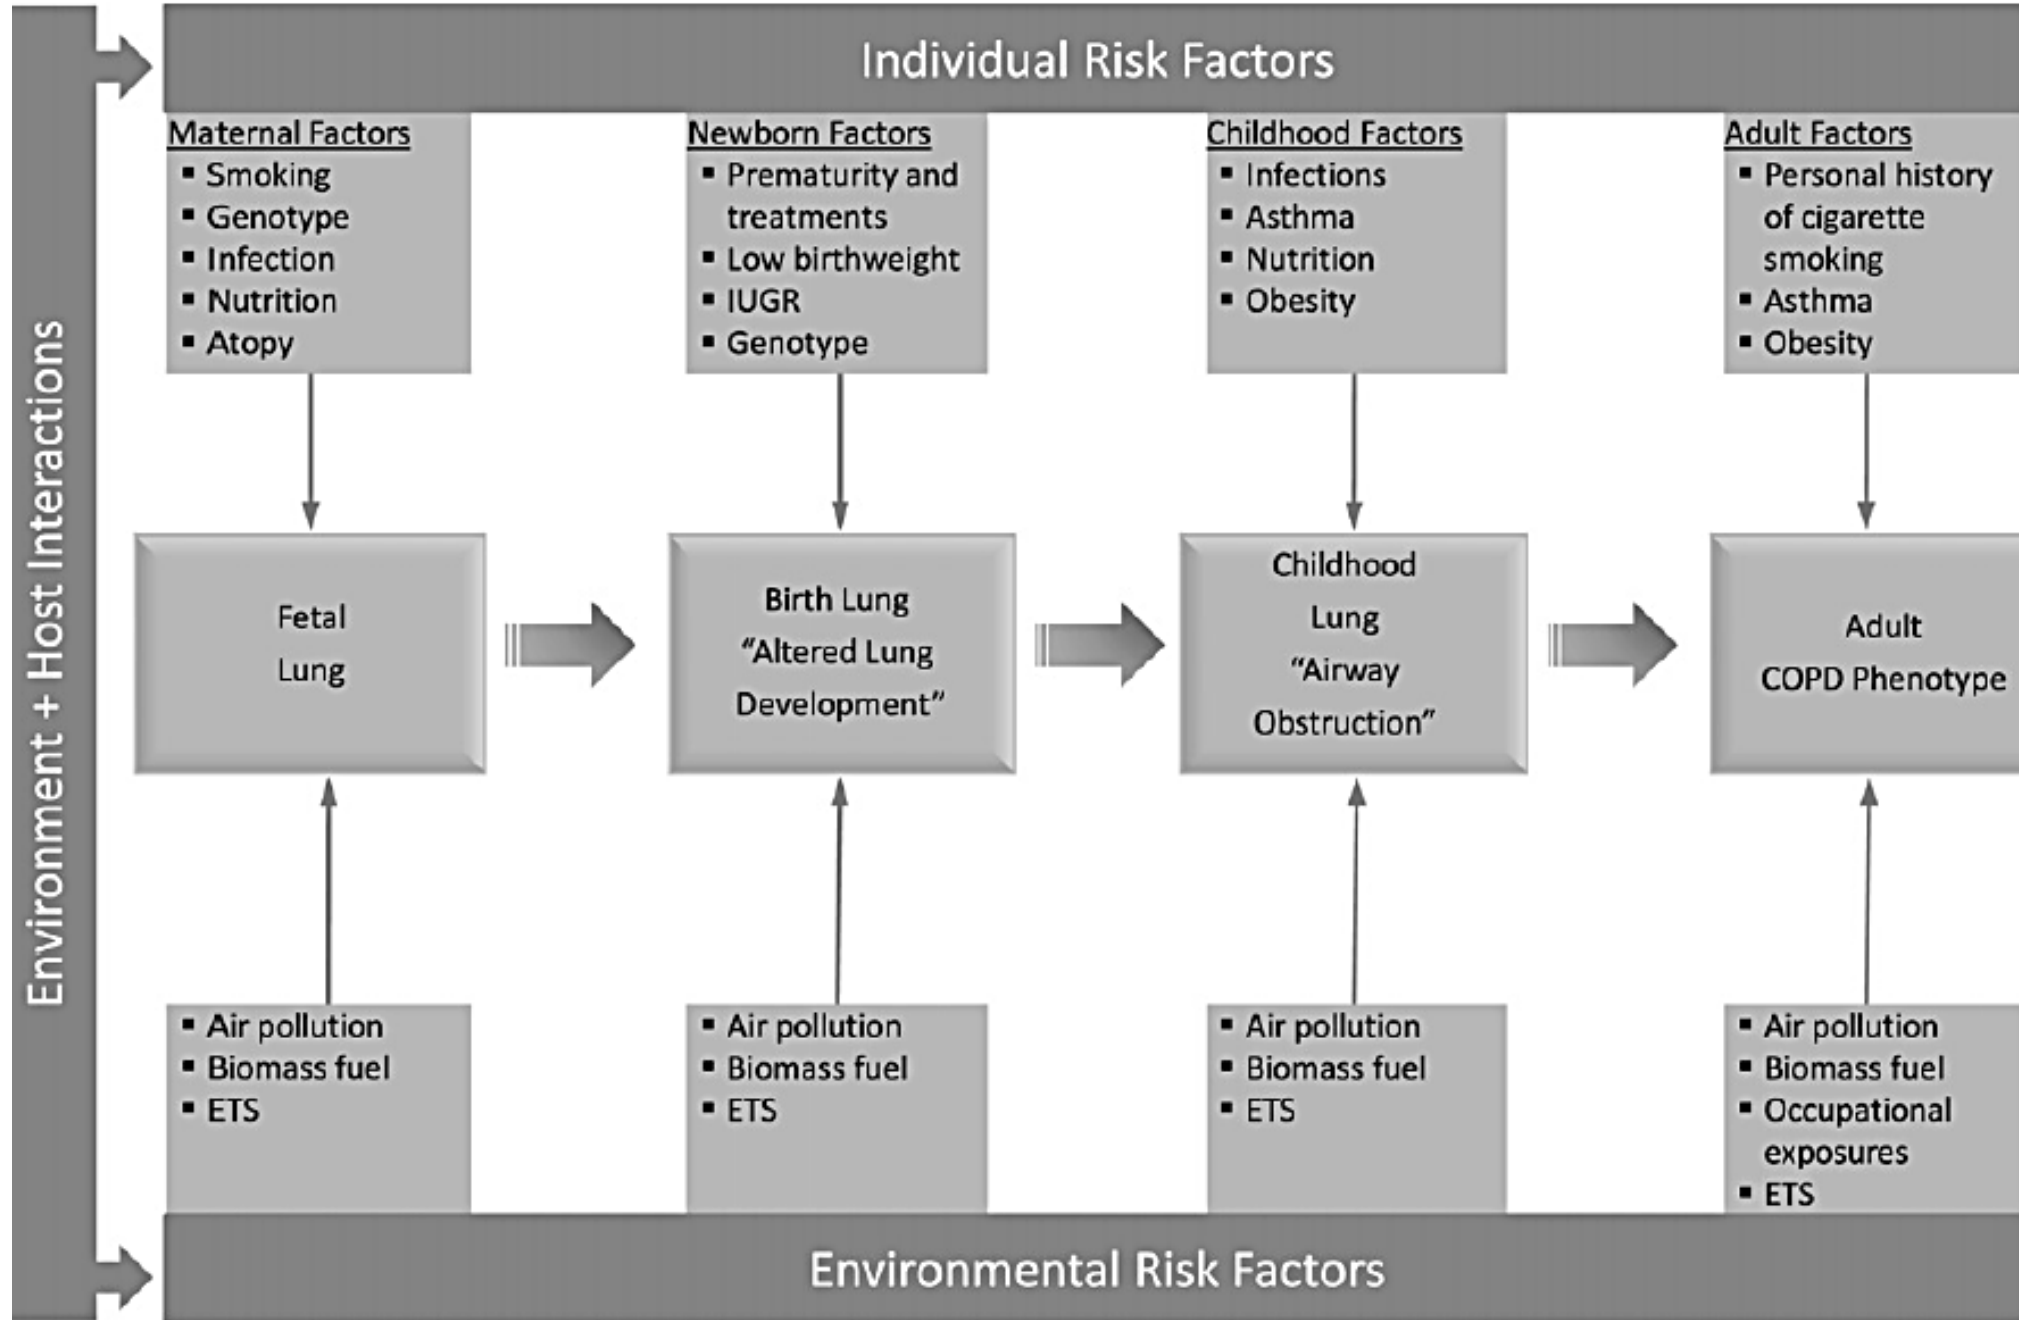 Environment + Host Interactions
Individual Risk Factors
Maternal Factors
▪ Smoking
▪ Genotype
▪ Infection
▪ Nutrition
▪ Atopy
Newborn Factors
▪ Prematurity and
treatments
▪ Low birthweight
▪ IUGR
▪ Genotype
Childhood Factors
▪ Infections
▪ Asthma
▪ Nutrition
▪ Obesity
Adult Factors
▪ Personal history
of cigarette
smoking
▪ Asthma
▪ Obesity
Fetal
Lung
Birth Lung
“Altered Lung
Development”
Childhood
Lung
“Airway
Obstruction”
Adult
COPD Phenotype
▪ Air pollution
▪ Biomass fuel
▪ ETS
▪ Air pollution
▪ Biomass fuel
▪ ETS
▪ Air pollution
▪ Biomass fuel
▪ ETS
▪ Air pollution
▪ Biomass fuel
▪ Occupational
exposures
▪ ETS
Environmental Risk Factors